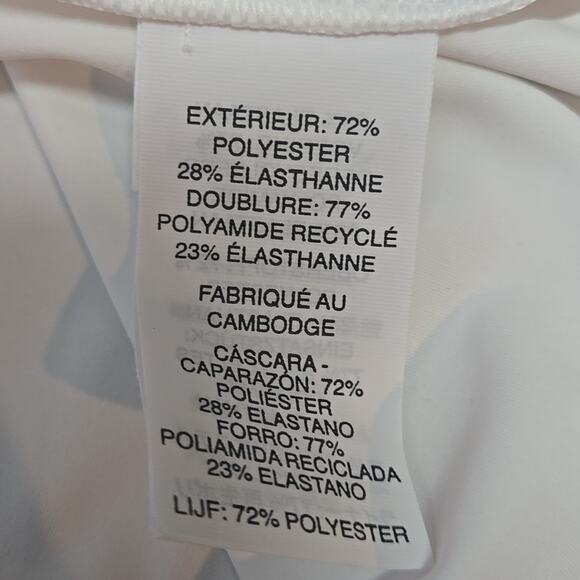 EXTÉRIEUR: 72%
POLYESTER
28% ÉLASTHANNE
DOUBLURE: 77%
POLYAMIDE RECYCLÉ
23% ÉLASTHANNE
FABRIQUÉ AU
CAMBODGE
CÁSCARA -
CAPARAZÓN: 72%
POLIÉSTER
28% ELASTANO
FORRO: 77%
POLIAMIDA RECICLADA
23% ELASTANO
LIJF: 72% POLYESTER